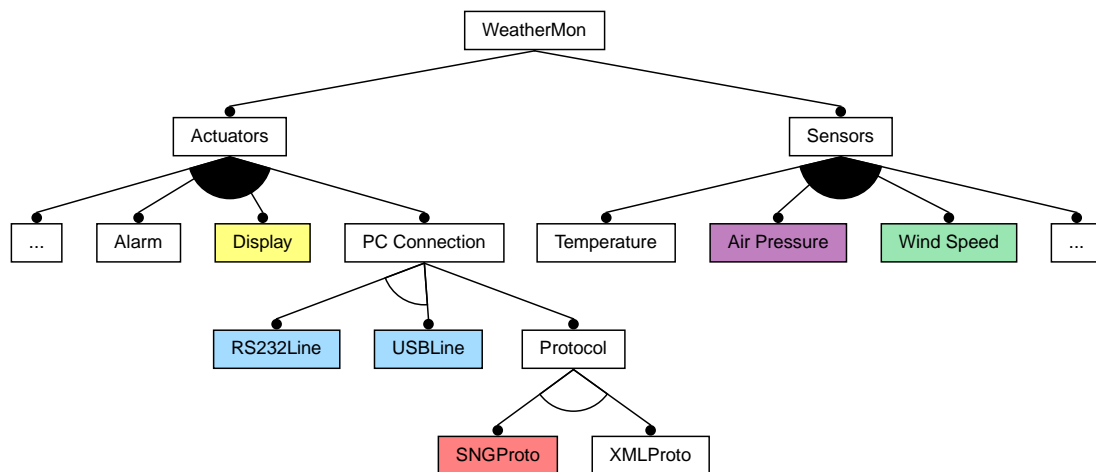 WeatherMon
Actuators
Sensors
...
Alarm
Display
PC Connection
Temperature
Air Pressure
Wind Speed
...
RS232Line
USBLine
Protocol
SNGProto
XMLProto